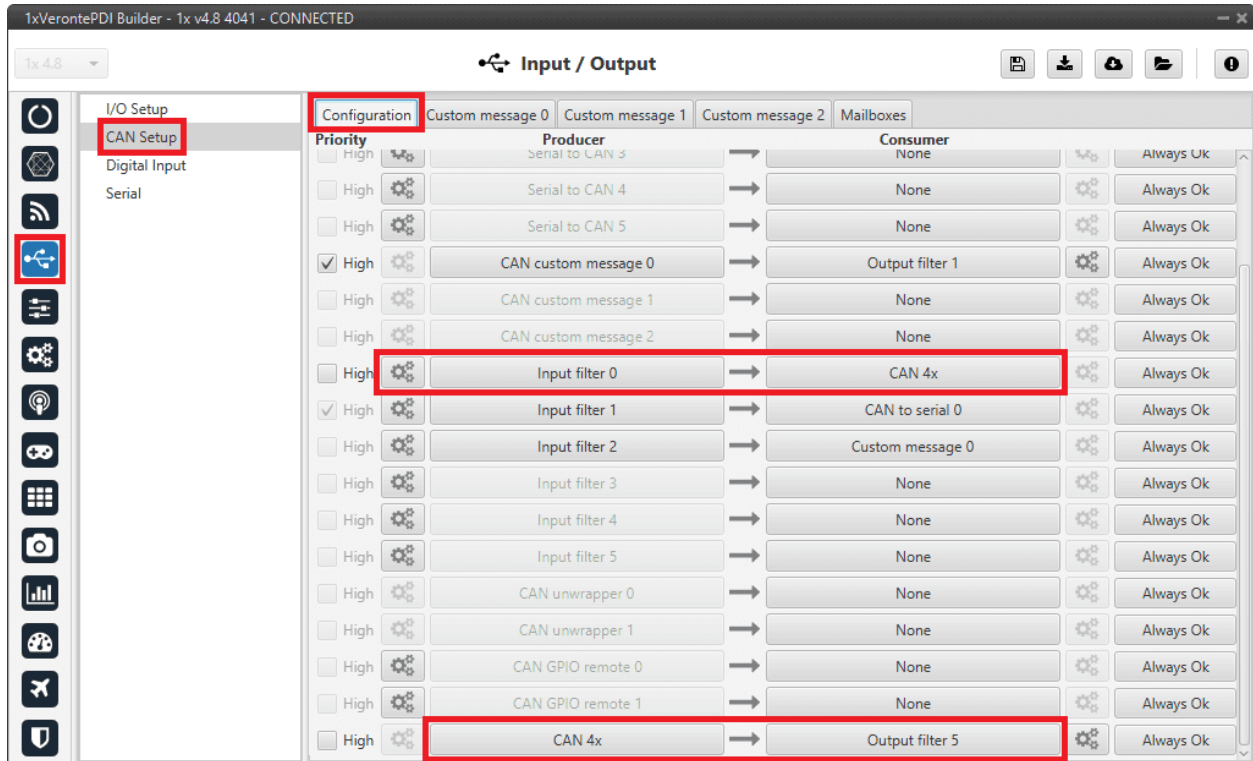 1xVerontePDI Builder - 1x v4.8 4041 - CONNECTED
1x 4.8
Input / Output
I/O Setup
CAN Setup
Digital Input
Serial
Configuration Custom message 0 Custom message 1 Custom message 2 Mailboxes
Priority Producer Consumer
High Serial to CAN 3 None Always Ok
High Serial to CAN 4 None Always Ok
High Serial to CAN 5 None Always Ok
High CAN custom message 0 Output filter 1 Always Ok
High CAN custom message 1 None Always Ok
High CAN custom message 2 None Always Ok
High Input filter 0 CAN 4x Always Ok
High Input filter 1 CAN to serial 0 Always Ok
High Input filter 2 Custom message 0 Always Ok
High Input filter 3 None Always Ok
High Input filter 4 None Always Ok
High Input filter 5 None Always Ok
High CAN unwrapper 0 None Always Ok
High CAN unwrapper 1 None Always Ok
High CAN GPIO remote 0 None Always Ok
High CAN GPIO remote 1 None Always Ok
High CAN 4x Output filter 5 Always Ok